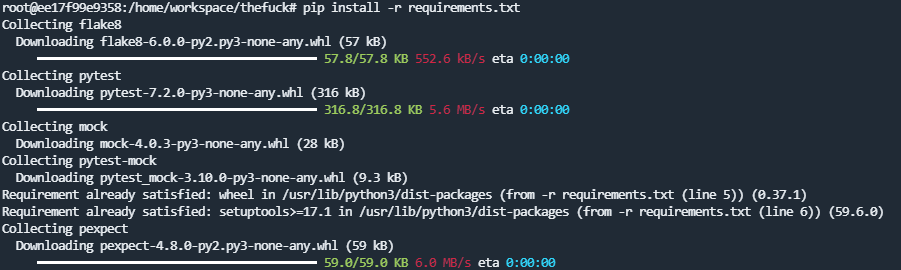 root@ee17f99e9358:/home/workspace/thefuck# pip install -r requirements.txt
Collecting flake8
Downloading flake8-6.0.0-py2.py3-none-any.whl (57 kB)
57.8/57.8 KB 552.6 kB/s eta 0:00:00
Collecting pytest
Downloading pytest-7.2.0-py3-none-any.whl (316 kB)
316.8/316.8 KB 5.6 MB/s eta 0:00:00
Collecting mock
Downloading mock-4.0.3-py3-none-any.whl (28 kB)
Collecting pytest-mock
Downloading pytest_mock-3.10.0-py3-none-any.whl (9.3 kB)
Requirement already satisfied: wheel in /usr/lib/python3/dist-packages (from -r requirements.txt (line 5)) (0.37.1)
Requirement already satisfied: setuptools>=17.1 in /usr/lib/python3/dist-packages (from -r requirements.txt (line 6)) (59.6.0)
Collecting pexpect
Downloading pexpect-4.8.0-py2.py3-none-any.whl (59 kB)
59.0/59.0 KB 6.0 MB/s eta 0:00:00